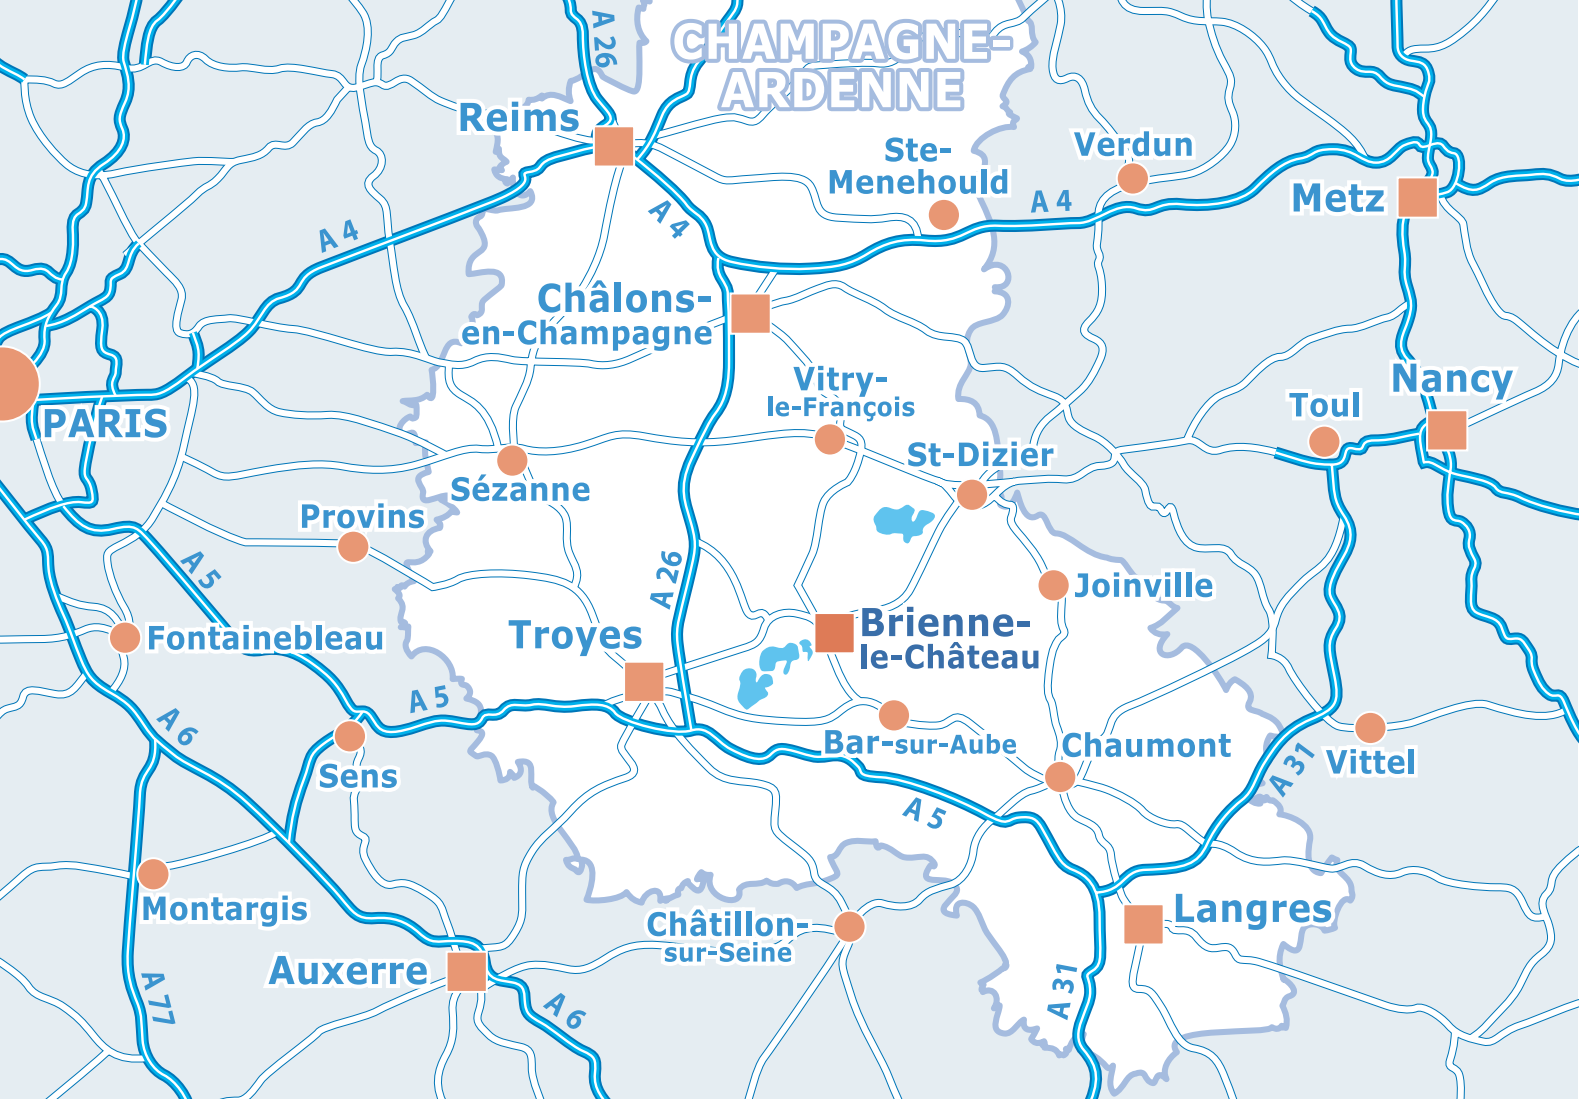 A 26
CHAMPAGNE-
ARDENNE
Reims
Ste-
Menehould
Verdun
Metz
A 4
A 4
A 4
Châlons-
en-Champagne
Vitry-
le-François
Nancy
Toul
PARIS
St-Dizier
Sézanne
Provins
A 5
A 26
Joinville
Fontainebleau
Troyes
Brienne-
le-Château
A 5
A 6
Sens
Bar-sur-Aube
Chaumont
A 31
Vittel
A 5
Montargis
Châtillon-
sur-Seine
Langres
Auxerre
A 77
A 6
A 31